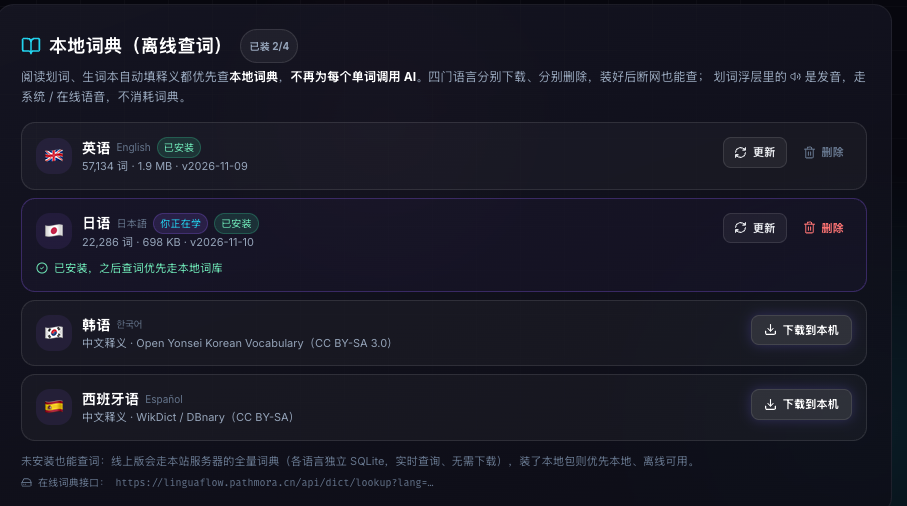 本地词典（离线查词） 已装 2/4
阅读划词、生词本自动填释义都优先查本地词典，不再为每个单词调用 AI。四门语言分别下载、分别删除，装好后断网也能查； 划词浮层里的 是发音，走
系统 / 在线语音，不消耗词典。
英语 English 已安装
57,134 词 · 1.9 MB · v2026-11-09
更新 删除
日语 日本語 你正在学 已安装
22,286 词 · 698 KB · v2026-11-10
更新 删除
已安装，之后查词优先走本地词库
韩语 한국어
中文释义 · Open Yonsei Korean Vocabulary（CC BY-SA 3.0）
下载到本机
西班牙语 Español
中文释义 · WikDict / DBnary（CC BY-SA）
下载到本机
未安装也能查词：线上版会走本站服务器的全量词典（各语言独立 SQLite，实时查询、无需下载），装了本地包则优先本地、离线可用。
在线词典接口： https://linguaflow.pathmora.cn/api/dict/lookup?lang=…